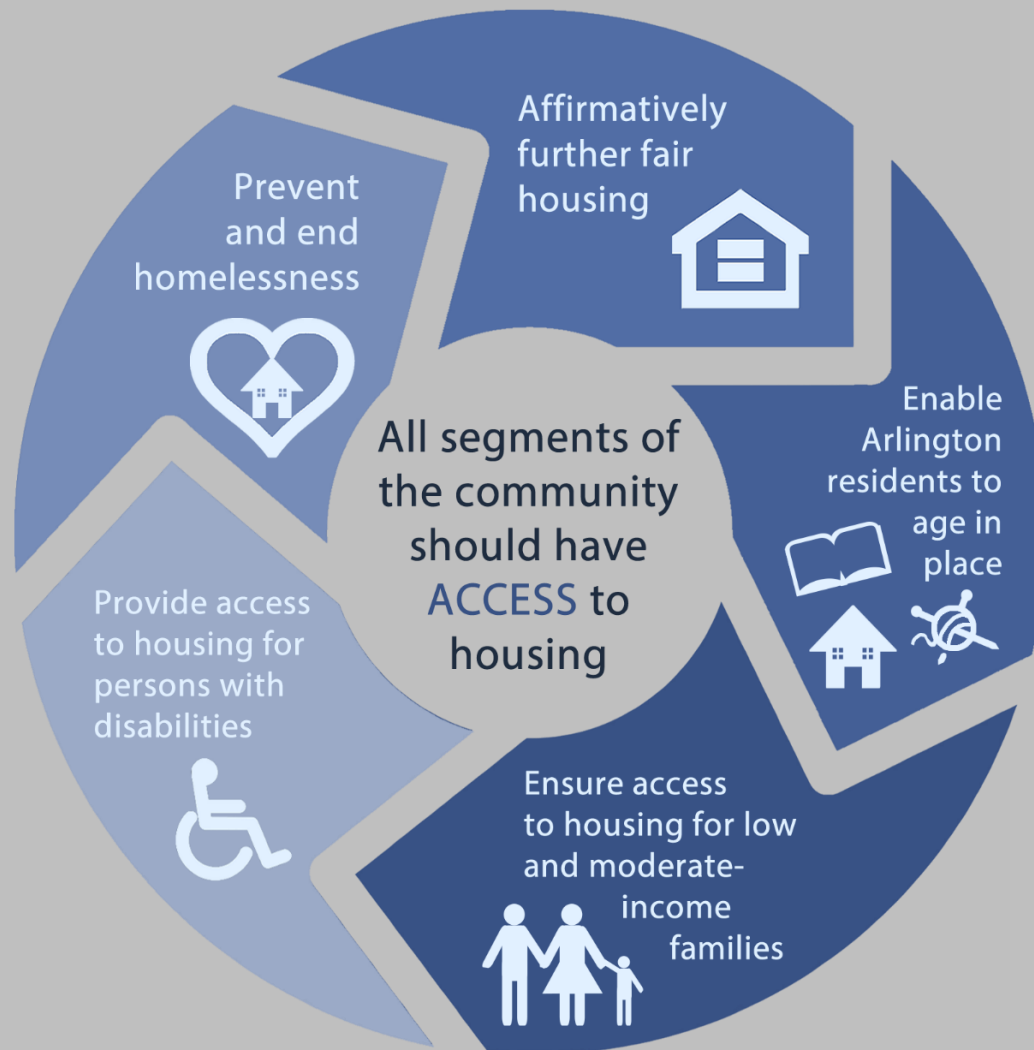 Affirmatively
further fair
housing
Enable
Arlington
residents to
age in
place
Ensure access
to housing for low
and moderate-
income
families
Provide access
to housing for
persons with
disabilities
Prevent
and end
homelessness
All segments of
the community
should have
ACCESS to
housing